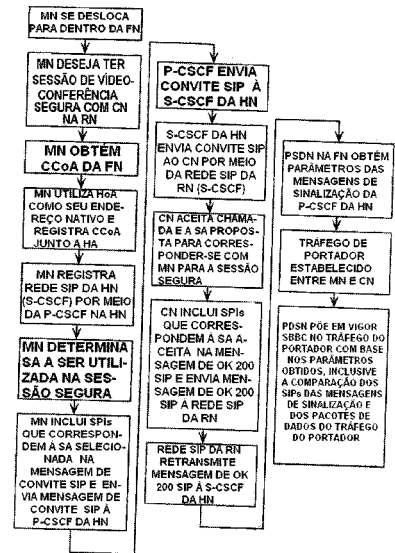 MN SE DESLOCA
PARA DENTRO DA FN
MN DESEJA TER
SESSÃO DE VÍDEO-
CONFERÊNCIA
SEGURA COM CN
NA RN
MN OBTÉM
CCoA DA FN
MN UTILIZA HoA
COMO SEU ENDE-
REÇO NATIVO E
REGISTRA CCoA
JUNTO A HA
MN REGISTRA
REDE SIP DA HN
(S-CSCF) POR MEIO
DA P-CSCF NA HN
MN DETERMINA
SA A SER UTILI-
ZADA NA SES-
SÃO SEGURA
MN INCLUI SPIs
QUE CORRESPON-
DEM À SA SELECIO-
NADA NA
MENSAGEM DE
CONVITE SIP E EN-
VIA MENSAGEM DE
CONVITE SIP À
P-CSCF DA HN
P-CSCF ENVIA
CONVITE SIP À
S-CSCF DA HN
S-CSCF DA HN
ENVIA CONVITE SIP
AO CN POR MEIO
DA REDE SIP DA
RN (S-CSCF)
CN ACEITA CHAMA-
DA E A SA PROPOS-
TA PARA CORRES-
PONDER-SE COM
MN PARA A SESSÃO
SEGURA
CN INCLUI SPIs
QUE CORRES-
PONDEM À SA A-
CEITA NA MEN-
SAGEM DE OK 200
SIP E ENVIA MEN-
SAGEM DE OK
200 SIP À REDE SIP
DA RN
REDE SIP DA RN
RETRANSMITE
MENSAGEM DE OK
200 SIP À S-CSCF
DA HN
PSDN NA FN OBTÉM
PARÂMETROS DAS
MENSAGENS DE
SINALIZAÇÃO DA
P-CSCF DA HN
TRÁFEGO DE
PORTADOR
ESTABELECIDO
ENTRE MN E CN
PDSN PÕE EM VIGOR
SBBC NO TRÁFEGO DO
PORTADOR COM BASE
NOS PARÂMETROS
OBTIDOS, INCLUSIVE
A COMPARAÇÃO DOS
SIPs DAS MENSAGENS
DE SINALIZAÇÃO E
DOS PACOTES DE
DADOS DO TRÁFEGO
DO PORTADOR